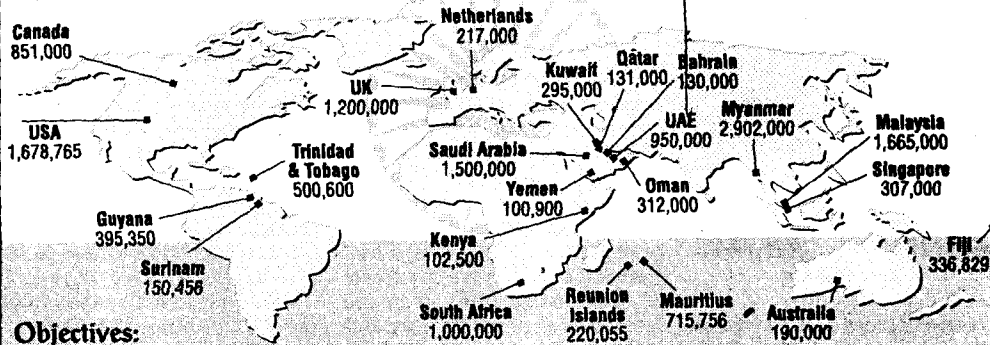 Canada
851,000
Netherlands
217,000
UK
1,200,000
Kuwait
295,000
Qatar
131,000
Bahrain
130,000
UAE
950,000
Myanmar
2,902,000
Malaysia
1,665,000
Singapore
307,000
USA
1,678,765
Trinidad
& Tobago
500,600
Saudi Arabia
1,500,000
Yemen
100,900
Oman
312,000
Guyana
395,350
Surinam
150,456
Kenya
102,500
South Africa
1,000,000
Reunion
Islands
220,055
Mauritius
715,756
Australia
190,000
Fiji
336,829
Objectives: